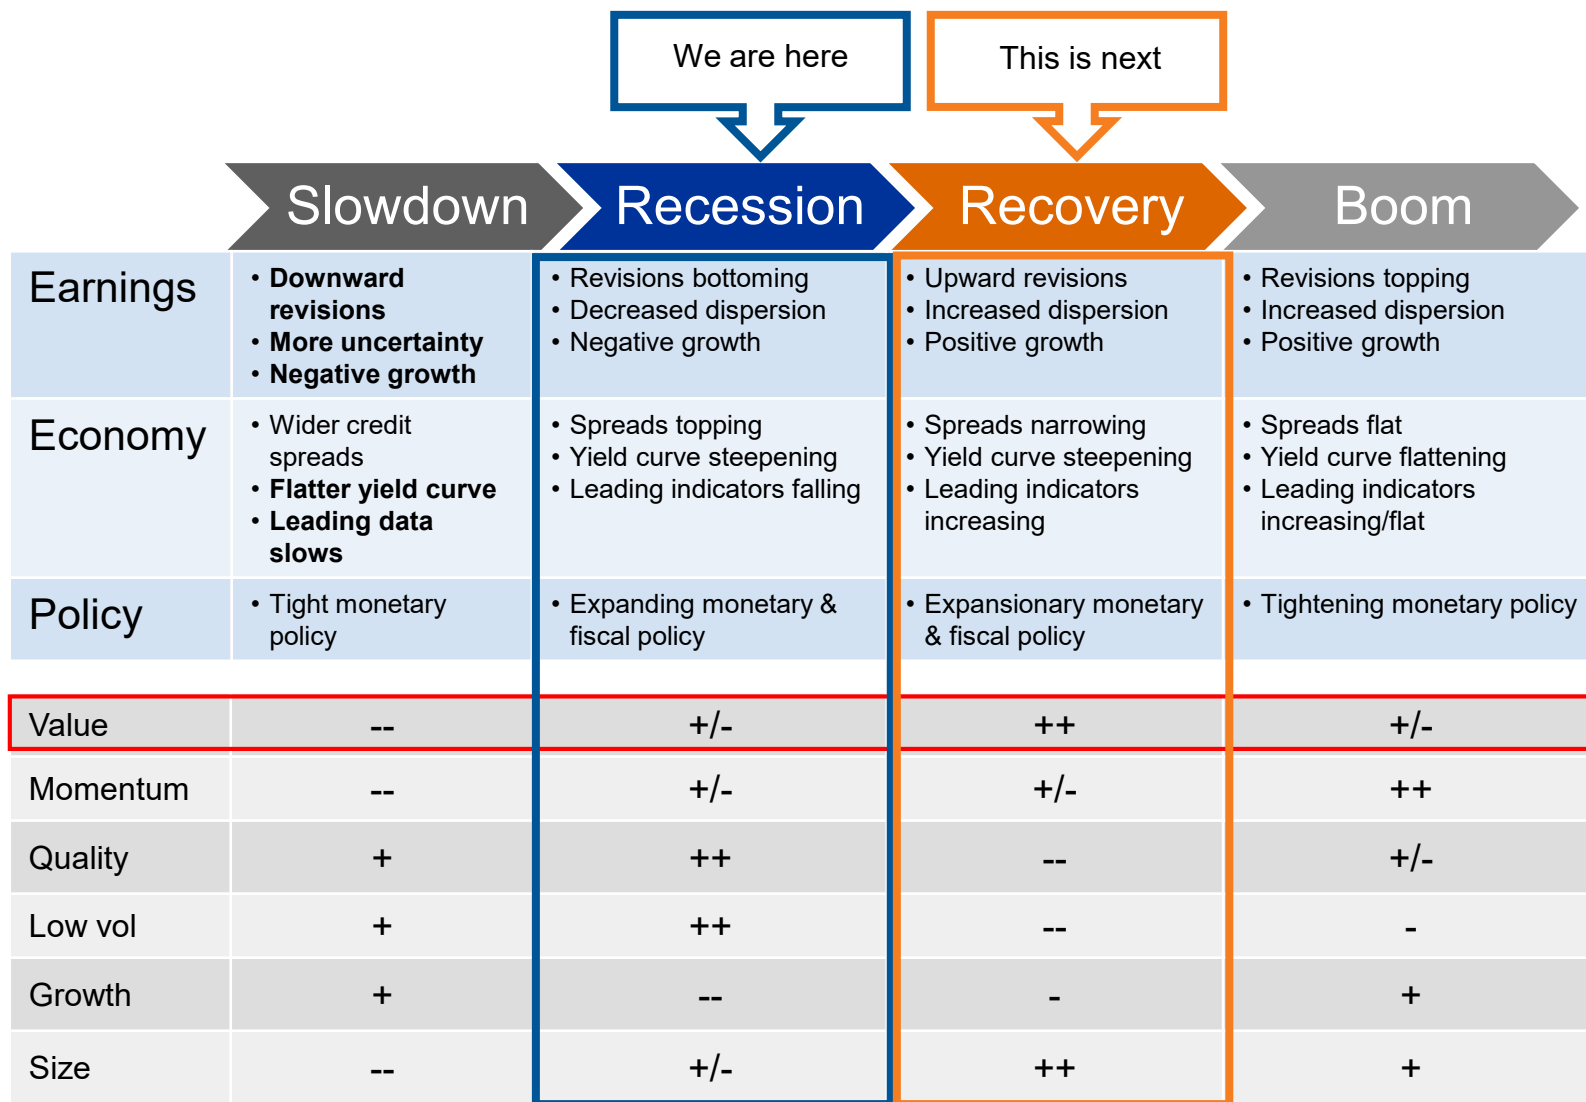 We are here
This is next
Slowdown
Recession
Recovery
Boom
Earnings
• Downward
revisions
• More uncertainty
• Negative growth
• Revisions bottoming
• Decreased dispersion
• Negative growth
• Upward revisions
• Increased dispersion
• Positive growth
• Revisions topping
• Increased dispersion
• Positive growth
Economy
• Wider credit
spreads
• Flatter yield curve
• Leading data
slows
• Spreads topping
• Yield curve steepening
• Leading indicators falling
• Spreads narrowing
• Yield curve steepening
• Leading indicators
increasing
• Spreads flat
• Yield curve flattening
• Leading indicators
increasing/flat
Policy
• Tight monetary
policy
• Expanding monetary &
fiscal policy
• Expansionary monetary
& fiscal policy
• Tightening monetary policy
Value -- +/- ++ +/-
Momentum -- +/- +/- ++
Quality + ++ -- +/-
Low vol + ++ -- -
Growth + -- - +
Size -- +/- ++ +